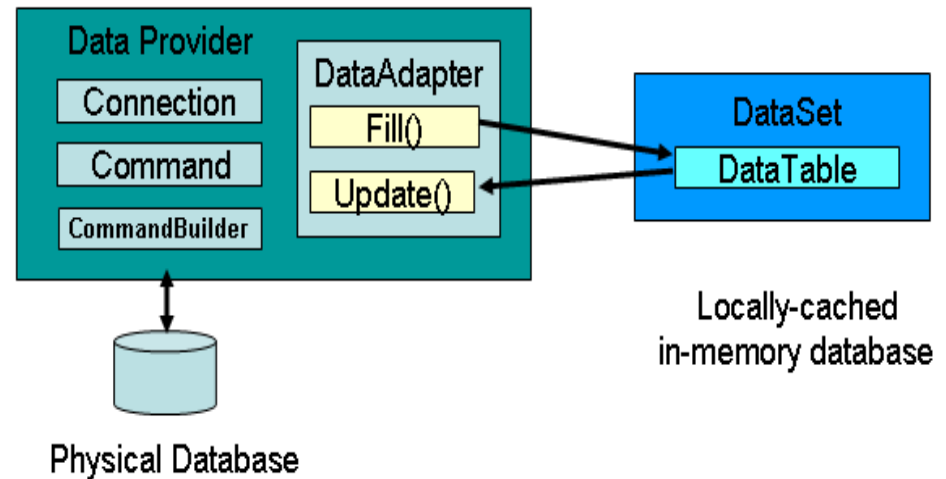 Data Provider
Connection
Command
CommandBuilder
DataAdapter
Fill()
Update()
DataSet
DataTable
Locally-cached
in-memory database
Physical Database